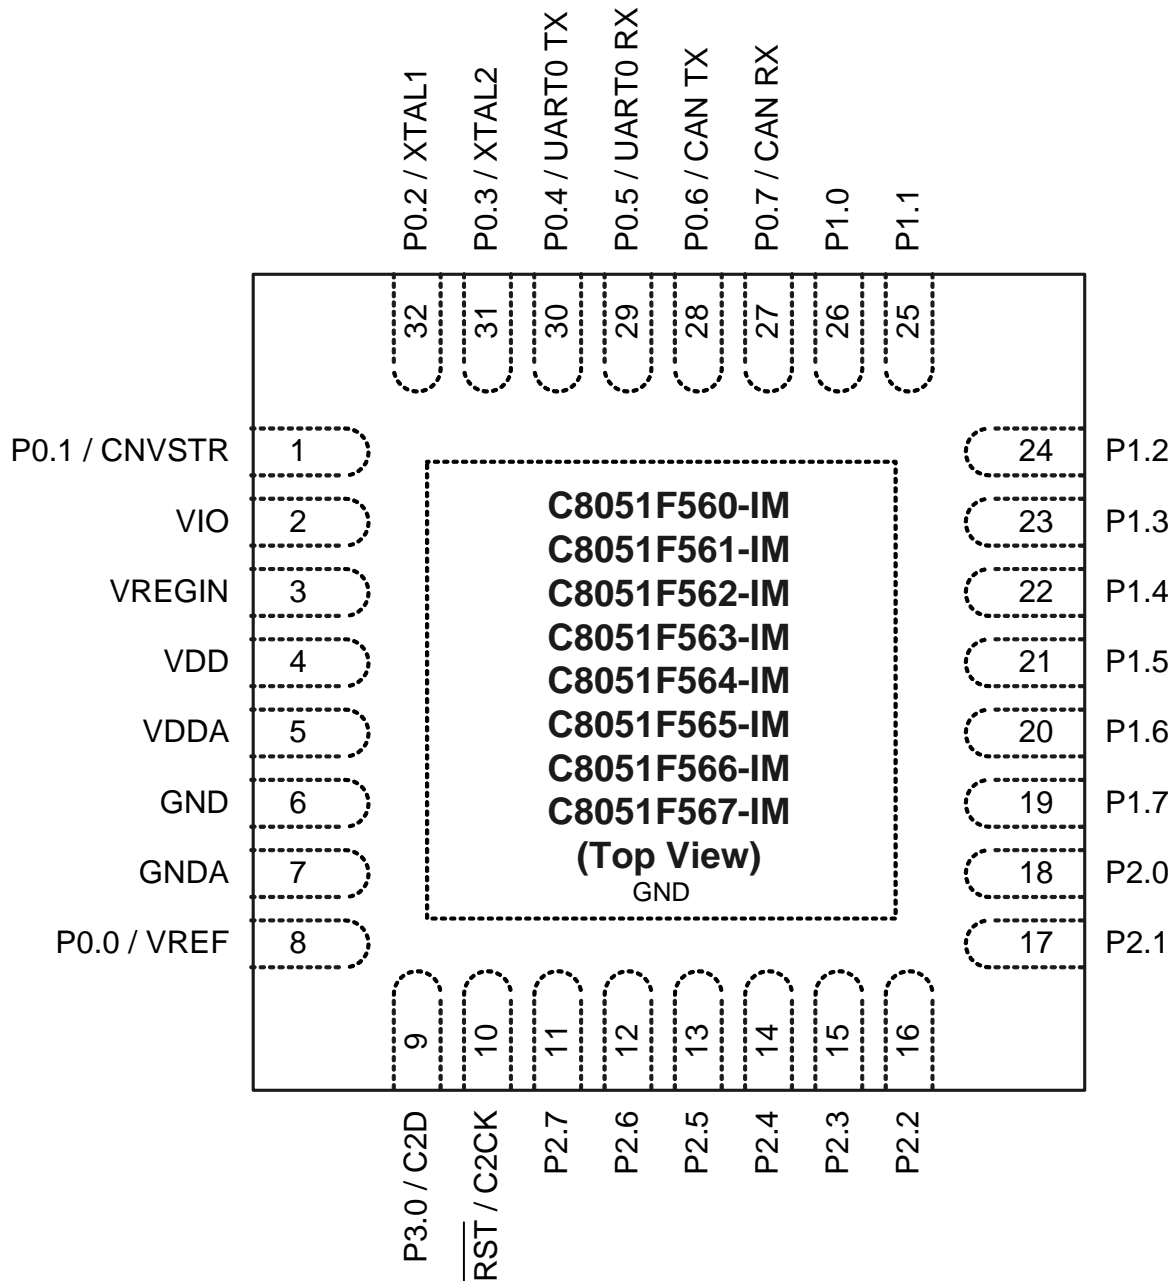 P0.2 / XTAL1
P0.3 / XTAL2
P0.4 / UART0 TX
P0.5 / UART0 RX
P0.6 / CAN TX
P0.7 / CAN RX
P1.0
P1.1
32
31
30
29
28
27
26
25
P0.1 / CNVSTR
1
VIO
2
VREGIN
3
VDD
4
VDDA
5
GND
6
GNDA
7
P0.0 / VREF
8
C8051F560-IM
C8051F561-IM
C8051F562-IM
C8051F563-IM
C8051F564-IM
C8051F565-IM
C8051F566-IM
C8051F567-IM
(Top View)
GND
24
P1.2
23
P1.3
22
P1.4
21
P1.5
20
P1.6
19
P1.7
18
P2.0
17
P2.1
9
10
11
12
13
14
15
16
P3.0 / C2D
RST / C2CK
P2.7
P2.6
P2.5
P2.4
P2.3
P2.2